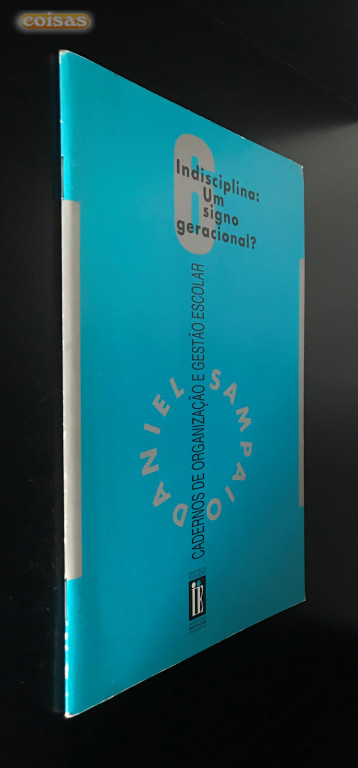 coisas
6
Indisciplina:
Um
signo
geracional?
CADERNOS DE ORGANIZAÇÃO E GESTÃO ESCOLAR
DANIEL SAMPAIO
IIE